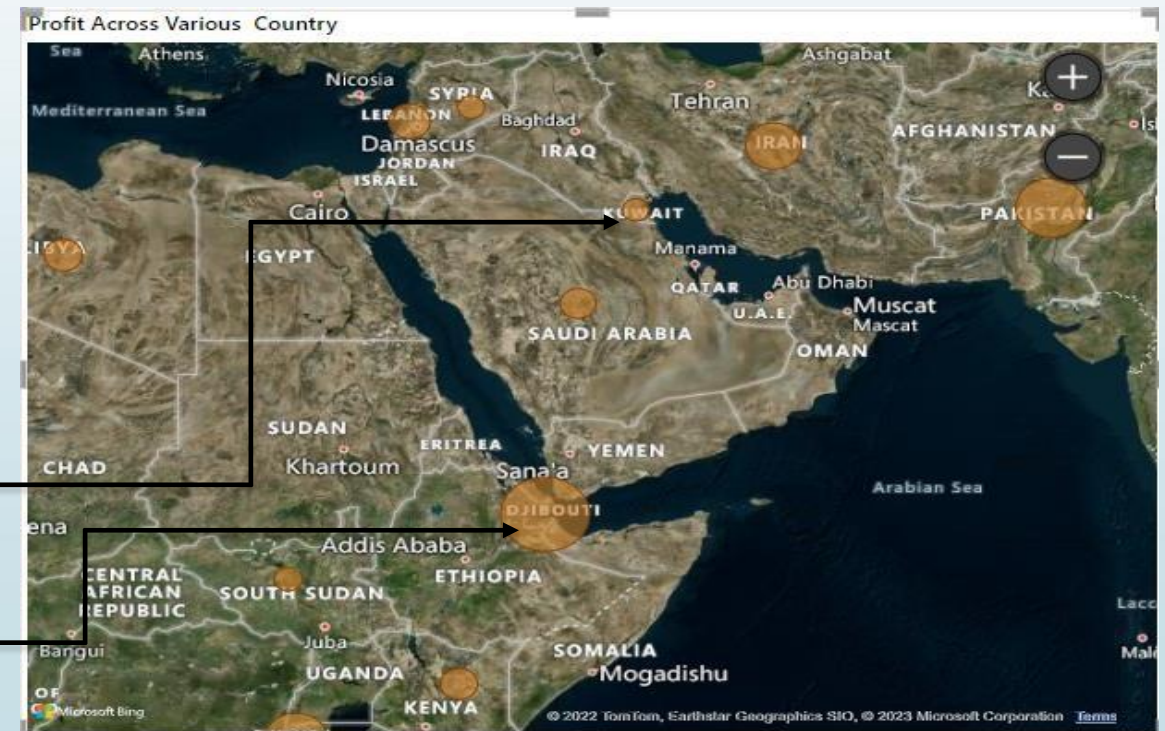 Profit Across Various Country
Sea
Athens
Ashgabat
Nicosia
SYRIA
Mediterranean Sea
LEBANON
Tehran
Baghdad
Damascus
IRAQ
IRAN
AFGHANISTAN
JORDAN
ISRAEL
Cairo
KUWAIT
PAKISTAN
EGYPT
Manama
QATAR
Abu Dhabi
U.A.E.
Muscat
Mascat
SAUDI ARABIA
OMAN
SUDAN
ERITREA
YEMEN
CHAD
Khartoum
Sana'a
Arabian Sea
DJIBOUTI
ena
Addis Ababa
CENTRAL
AFRICAN
REPUBLIC
SOUTH SUDAN
ETHIOPIA
Lacc
Bangui
Juba
SOMALIA
Mogadishu
UGANDA
OF
KENYA
Microsoft Bing
© 2022 TomTom, Earthstar Geographics SIO, © 2023 Microsoft Corporation Terms